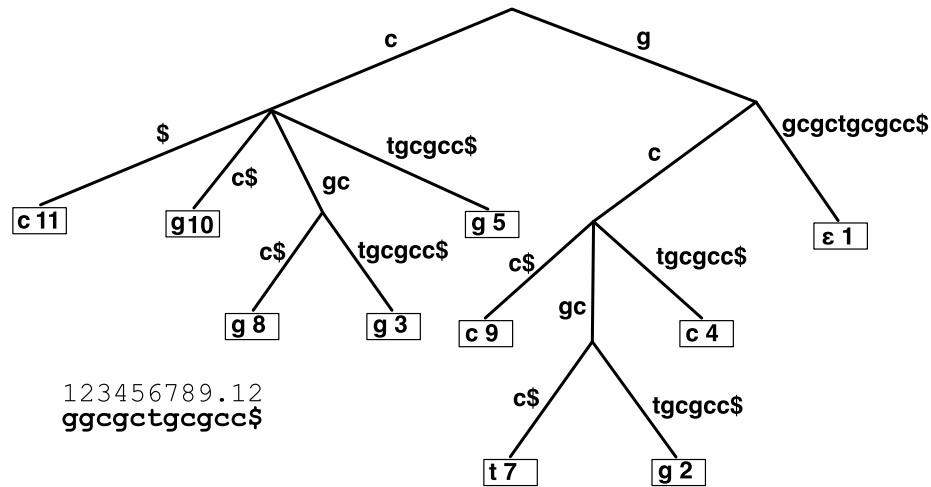 c
g
$
c$
gc
tgcgcc$
c
gcgctgcgcc$
c 11
g10
g 5
ε 1
c$
tgcgcc$
c$
gc
tgcgcc$
g 8
g 3
c 9
c 4
123456789.12
ggcgctgcgcc$
c$
tgcgcc$
t 7
g 2